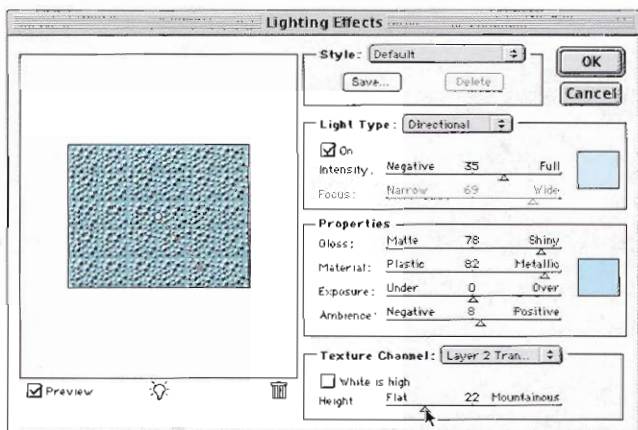 Lighting Effects
Style: Default
Save...
Delete
OK
Cancel
Light Type: Directional
On
Intensity: Negative 35 Full
Focus: Narrow 69 Wide
Properties
Gloss: Matte 78 Shiny
Material: Plastic 82 Metallic
Exposure: Under 0 Over
Ambience: Negative 8 Positive
Texture Channel: Layer 2 Tran...
White is high
Height Flat 22 Mountainous
Preview